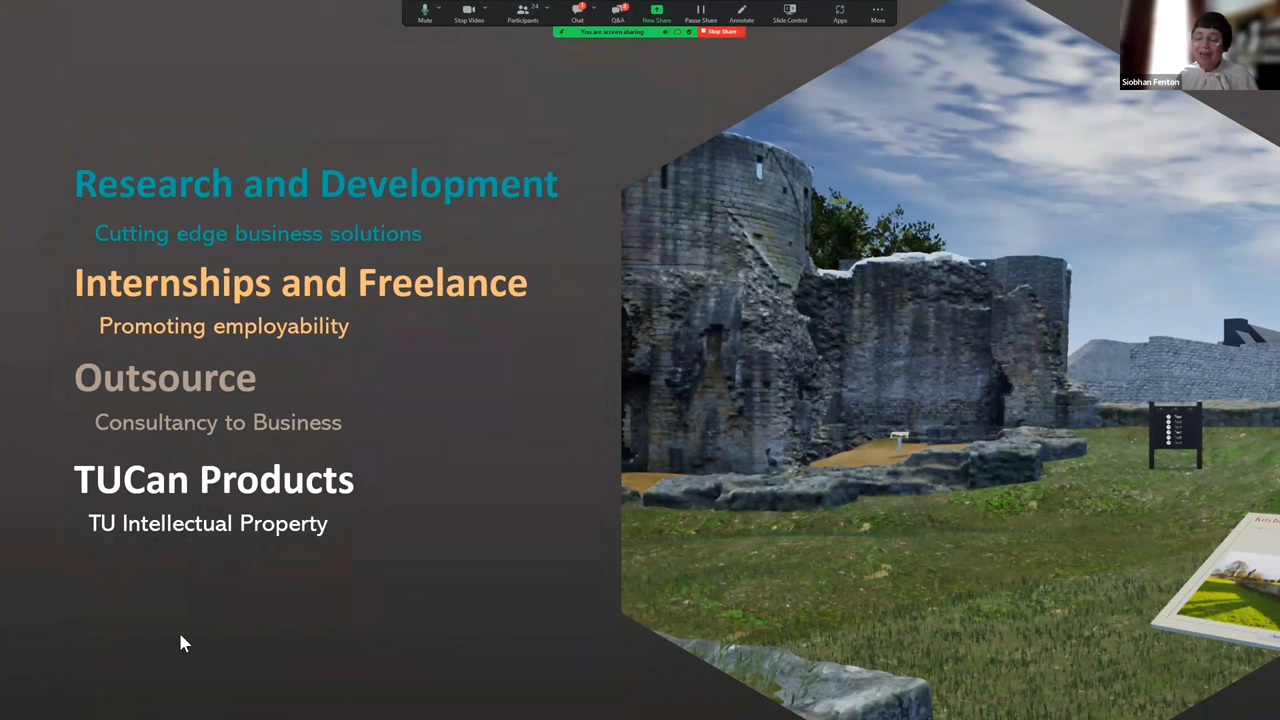 Mute
Stop Video
Participants
24
Chat
1
Q&A
New Share
Pause Share
Annotate
Slide Control
Apps
More
You are screen sharing
Stop Share
Siobhan Fenton
Research and Development
Cutting edge business solutions
Internships and Freelance
Promoting employability
Outsource
Consultancy to Business
TUCan Products
TU Intellectual Property